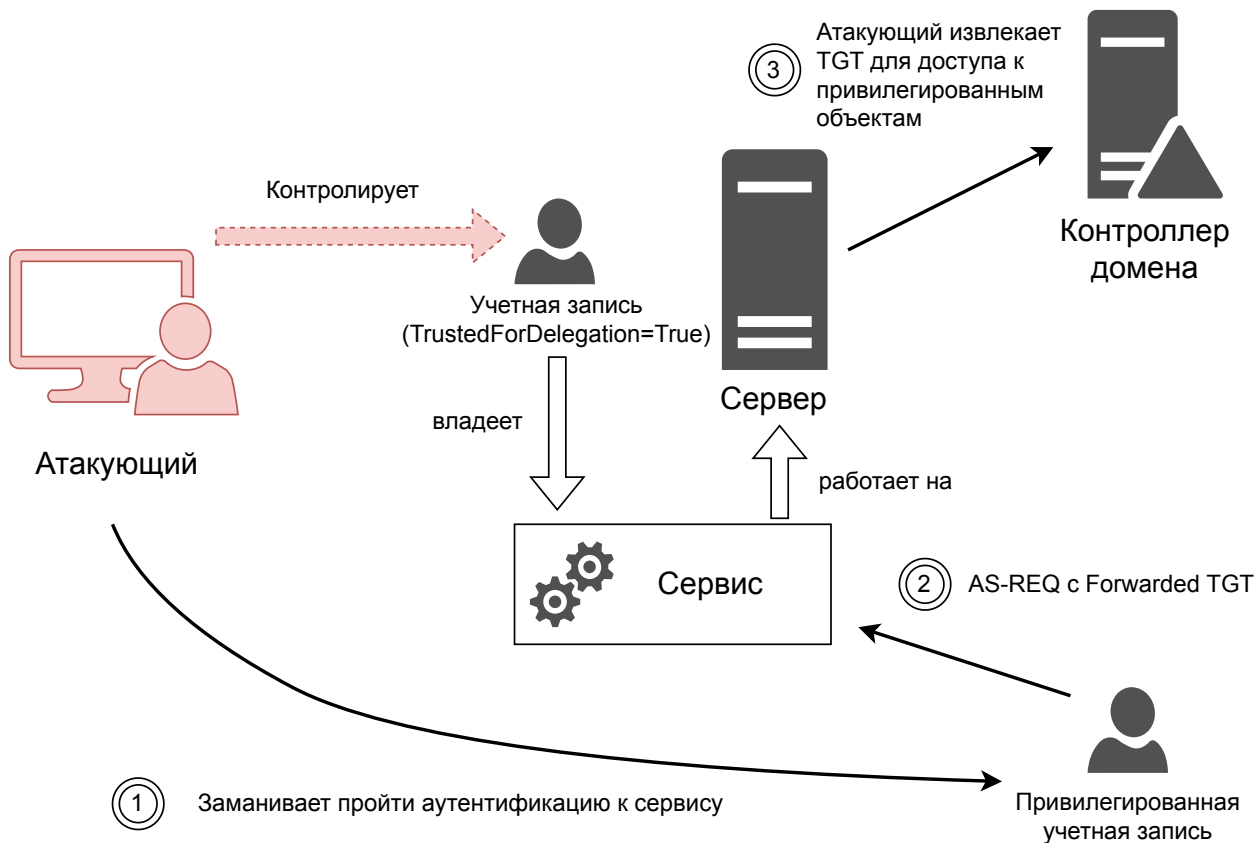 3
Атакующий извлекает
TGT для доступа к
привилегированным
объектам
Контролирует
Контроллер
домена
Учетная запись
(TrustedForDelegation=True)
Сервер
владеет
Атакующий
работает на
Сервис
2
AS-REQ с Forwarded TGT
1
Заманивает пройти аутентификацию к сервису
Привилегированная
учетная запись